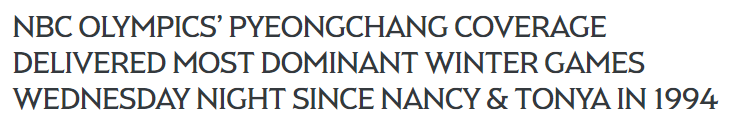 NBC OLYMPICS’ PYEONGCHANG COVERAGE
DELIVERED MOST DOMINANT WINTER GAMES
WEDNESDAY NIGHT SINCE NANCY & TONYA IN 1994